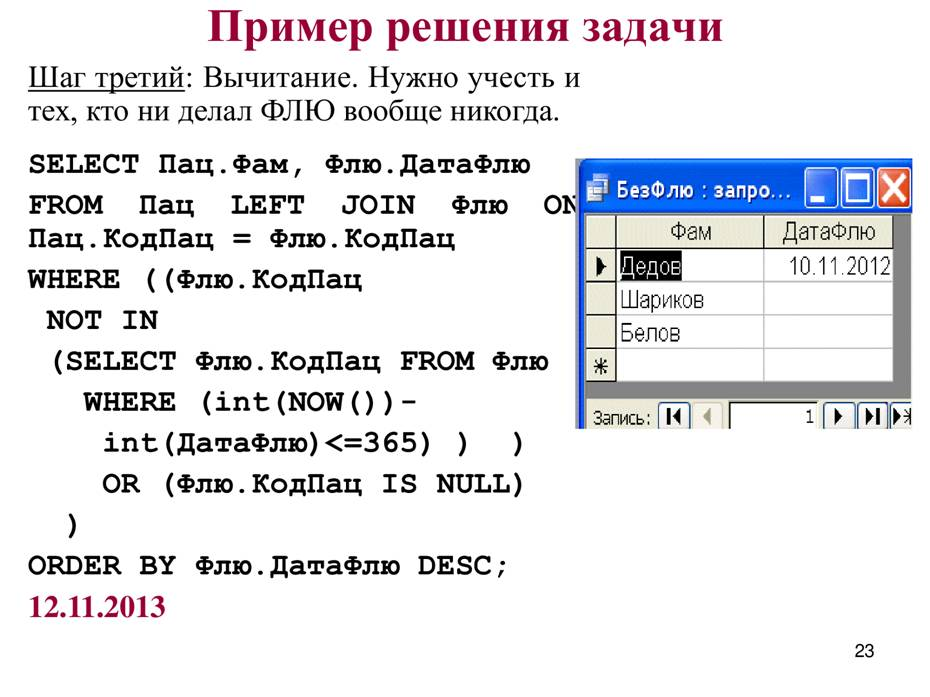 Пример решения задачи
Шаг третий: Вычитание. Нужно учесть и
тех, кто ни делал ФЛЮ вообще никогда.
SELECT Пац.Фам, Флю.ДатаФлю
FROM Пац LEFT JOIN Флю ON
Пац.КодПац = Флю.КодПац
WHERE ((Флю.КодПац
NOT IN
(SELECT Флю.КодПац FROM Флю
WHERE (int(NOW())-
int(ДатаФлю)<=365) ) )
OR (Флю.КодПац IS NULL)
)
ORDER BY Флю.ДатаФлю DESC;
12.11.2013
БезФлю : запро...
Фам ДатаФлю
Дедов 10.11.2012
Шариков
Белов
Запись: 1
23